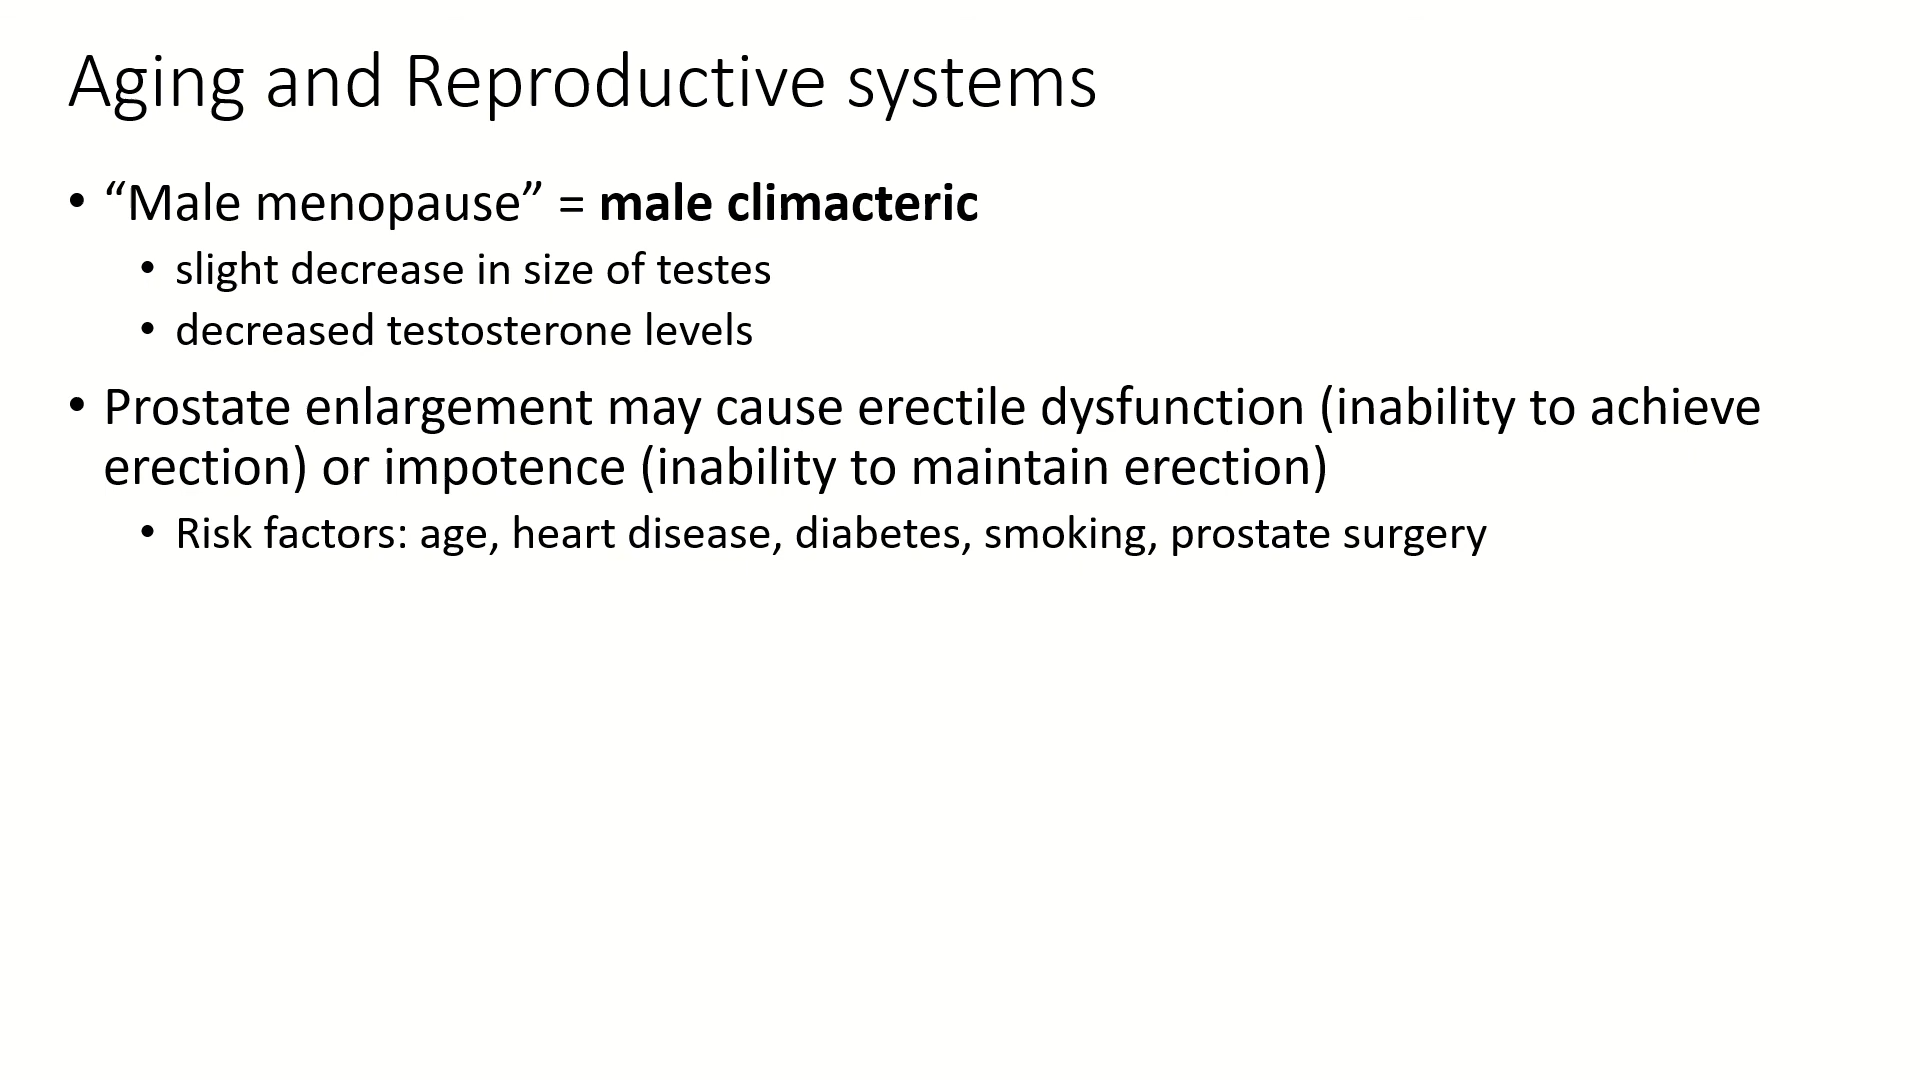 Aging and Reproductive systems
• “Male menopause” = male climacteric
• slight decrease in size of testes
• decreased testosterone levels
• Prostate enlargement may cause erectile dysfunction (inability to achieve
erection) or impotence (inability to maintain erection)
• Risk factors: age, heart disease, diabetes, smoking, prostate surgery